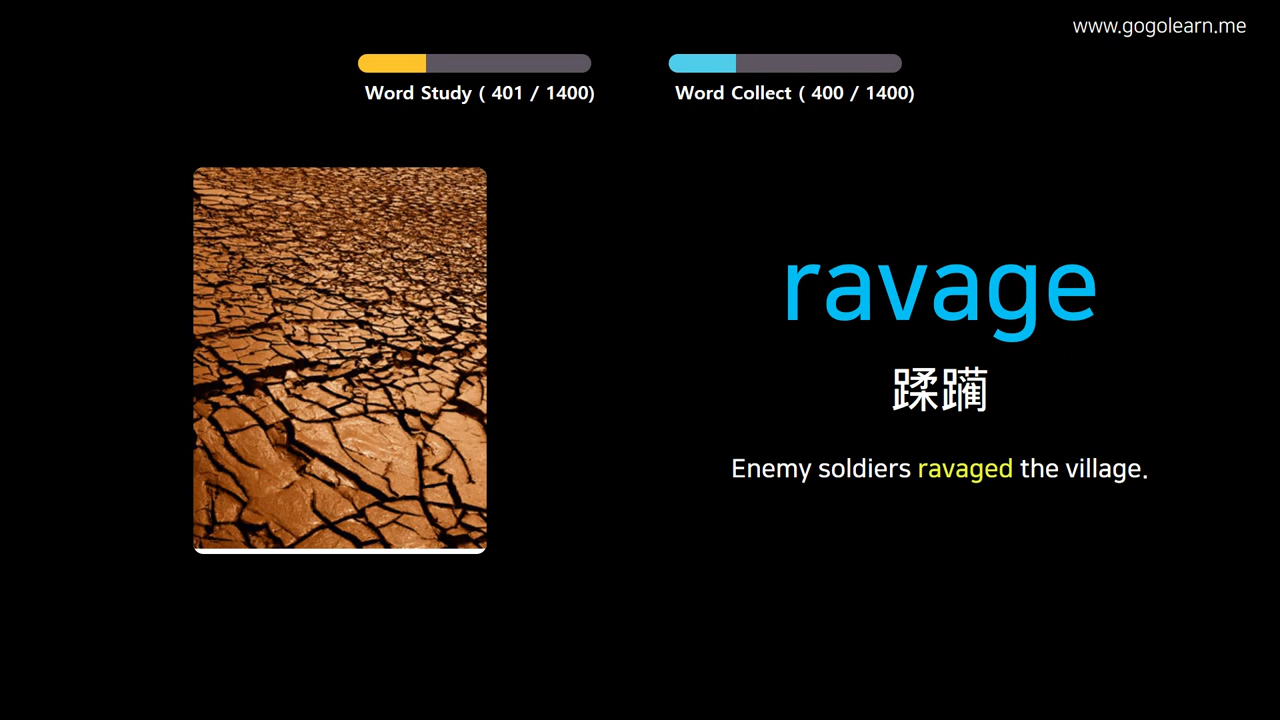 www.gogolearn.me
Word Study ( 401 / 1400)
Word Collect ( 400 / 1400)
ravage
蹂躪
Enemy soldiers ravaged the village.